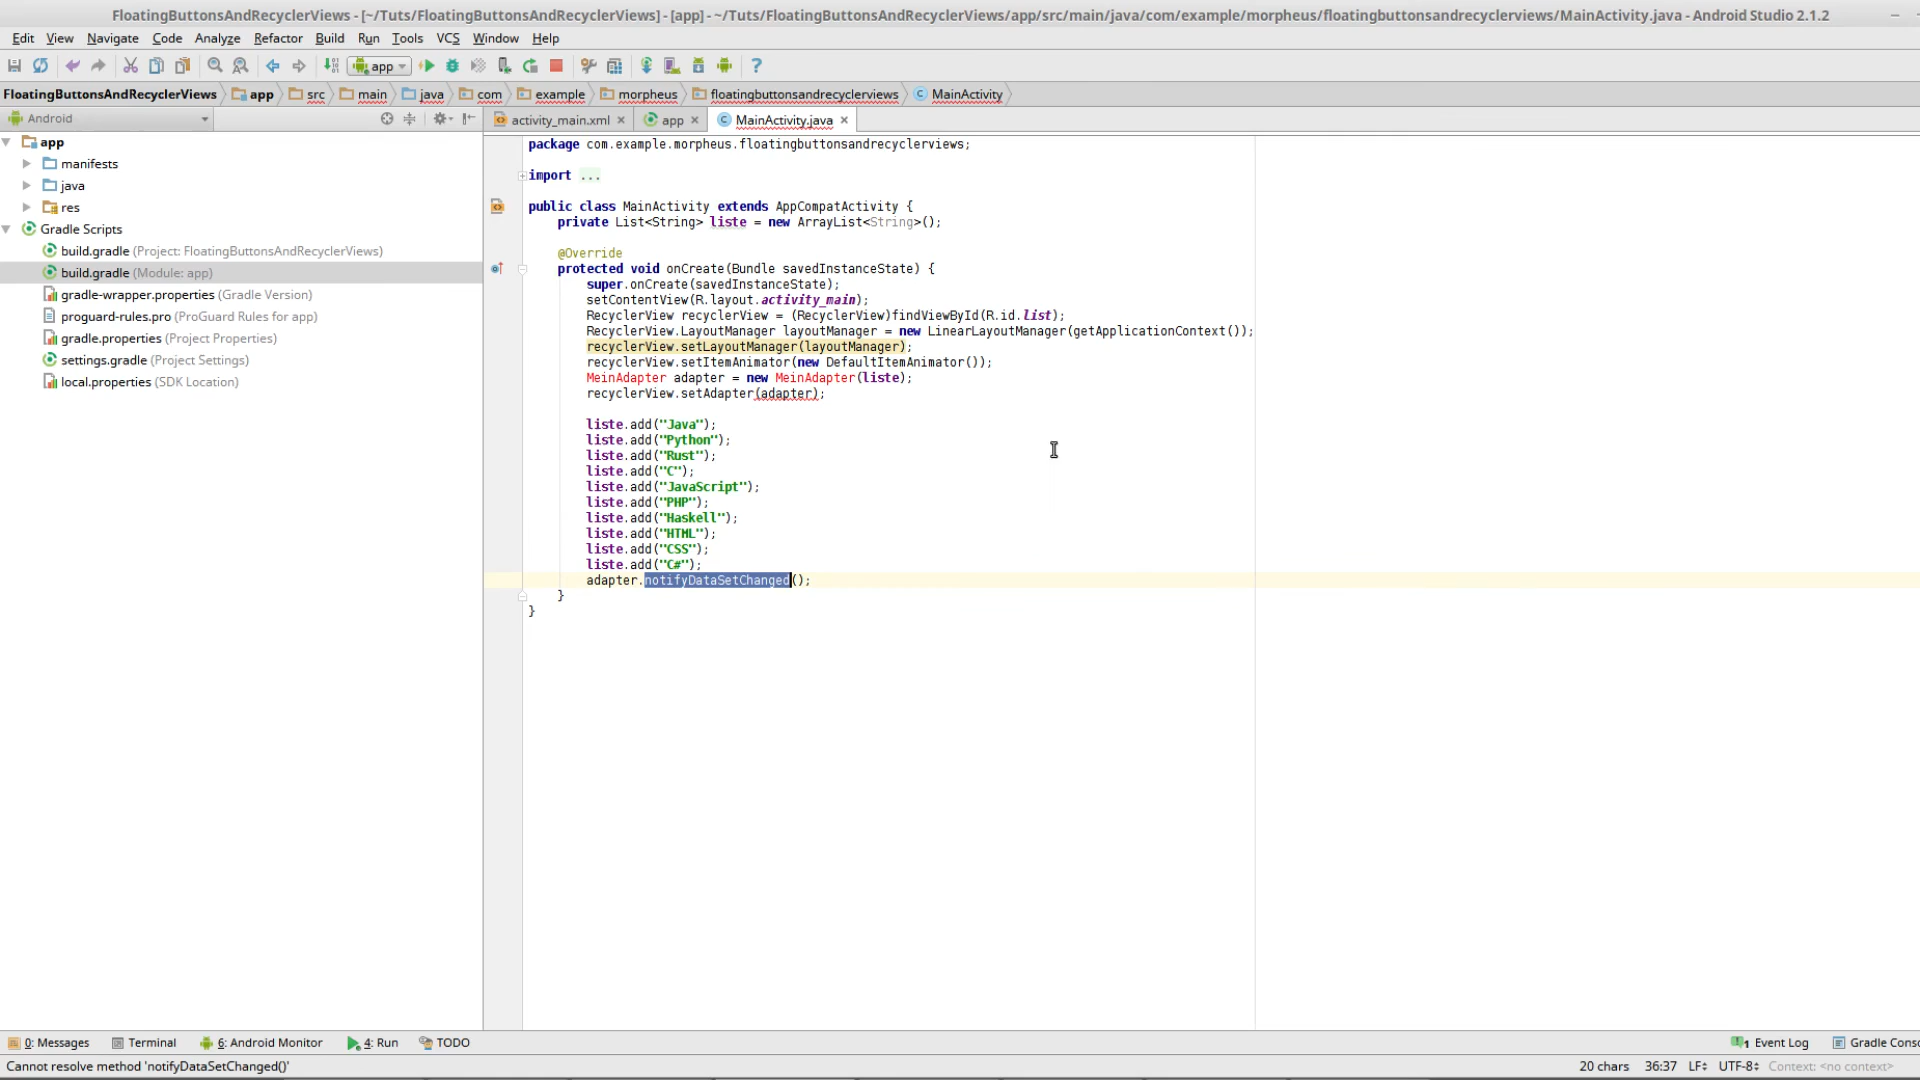 FloatingButtonsAndRecyclerViews - [~/Tuts/FloatingButtonsAndRecyclerViews] - [app] - ~/Tuts/FloatingButtonsAndRecyclerViews/app/src/main/java/com/example/morpheus/floatingbuttonsandrecyclerviews/MainActivity.java - Android Studio 2.1.2
Edit View Navigate Code Analyze Refactor Build Run Tools VCS Window Help
app
FloatingButtonsAndRecyclerViews app src main java com example morpheus floatingbuttonsandrecyclerviews MainActivity
Android
activity_main.xml app MainActivity.java
app
manifests
java
res
Gradle Scripts
build.gradle (Project: FloatingButtonsAndRecyclerViews)
build.gradle (Module: app)
gradle-wrapper.properties (Gradle Version)
proguard-rules.pro (ProGuard Rules for app)
gradle.properties (Project Properties)
settings.gradle (Project Settings)
local.properties (SDK Location)
package com.example.morpheus.floatingbuttonsandrecyclerviews;
import ...
public class MainActivity extends AppCompatActivity {
private List<String> liste = new ArrayList<String>();
@Override
protected void onCreate(Bundle savedInstanceState) {
super.onCreate(savedInstanceState);
setContentView(R.layout.activity_main);
RecyclerView recyclerView = (RecyclerView)findViewById(R.id.list);
RecyclerView.LayoutManager layoutManager = new LinearLayoutManager(getApplicationContext());
recyclerView.setLayoutManager(layoutManager);
recyclerView.setItemAnimator(new DefaultItemAnimator());
MeinAdapter adapter = new MeinAdapter(liste);
recyclerView.setAdapter(adapter);
liste.add("Java");
liste.add("Python");
liste.add("Rust");
liste.add("C");
liste.add("JavaScript");
liste.add("PHP");
liste.add("Haskell");
liste.add("HTML");
liste.add("CSS");
liste.add("C#");
adapter.notifyDataSetChanged();
}
}
0: Messages Terminal 6: Android Monitor 4: Run TODO 1 Event Log Gradle Conso
Cannot resolve method 'notifyDataSetChanged()' 20 chars 36:37 LF UTF-8 Context: <no context>